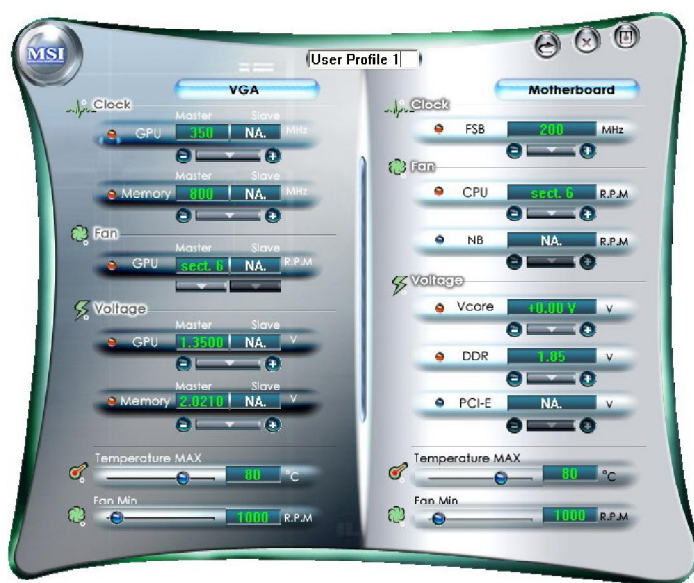 MSI
User Profile 1
VGA
Clock
Master Slave
GPU 350 NA. MHz
Memory 800 NA. MHz
Fan
Master Slave
GPU sect. 6 NA. R.P.M
Voltage
Master Slave
GPU 1.3500 NA. V
Master Slave
Memory 2.0210 NA. V
Temperature MAX
80 °C
Fan Min
1000 R.P.M
Motherboard
Clock
FSB 200 MHz
Fan
CPU sect. 6 R.P.M
NB NA. R.P.M
Voltage
Vcore +0.00 V V
DDR 1.85 V
PCI-E NA. V
Temperature MAX
80 °C
Fan Min
1000 R.P.M